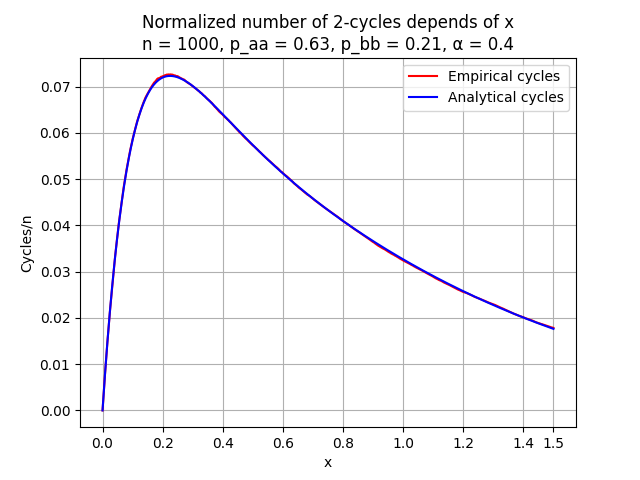 Normalized number of 2-cycles depends of x
n = 1000, p_aa = 0.63, p_bb = 0.21, α = 0.4
Empirical cycles
Analytical cycles
Cycles/n
0.07
0.06
0.05
0.04
0.03
0.02
0.01
0.00
0.0 0.2 0.4 0.6 0.8 1.0 1.2 1.4 1.5
x